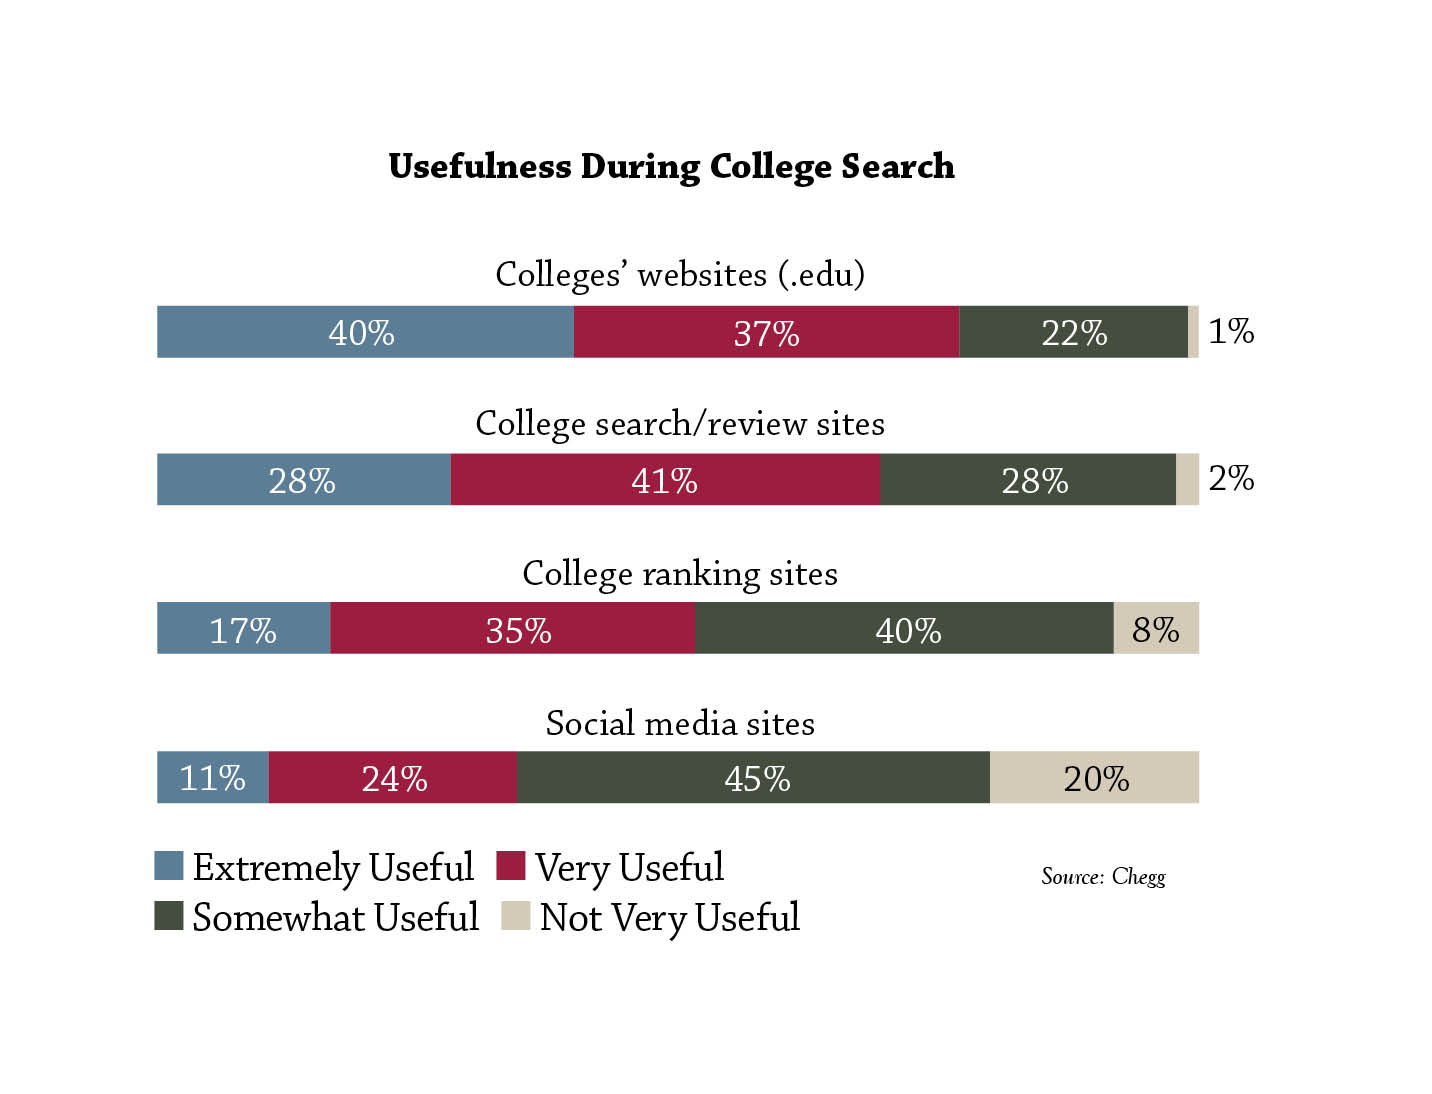 Usefulness During College Search
Colleges’ websites (.edu)
40% 37% 22% 1%
College search/review sites
28% 41% 28% 2%
College ranking sites
17% 35% 40% 8%
Social media sites
11% 24% 45% 20%
Extremely Useful Very Useful
Source: Chegg
Somewhat Useful Not Very Useful